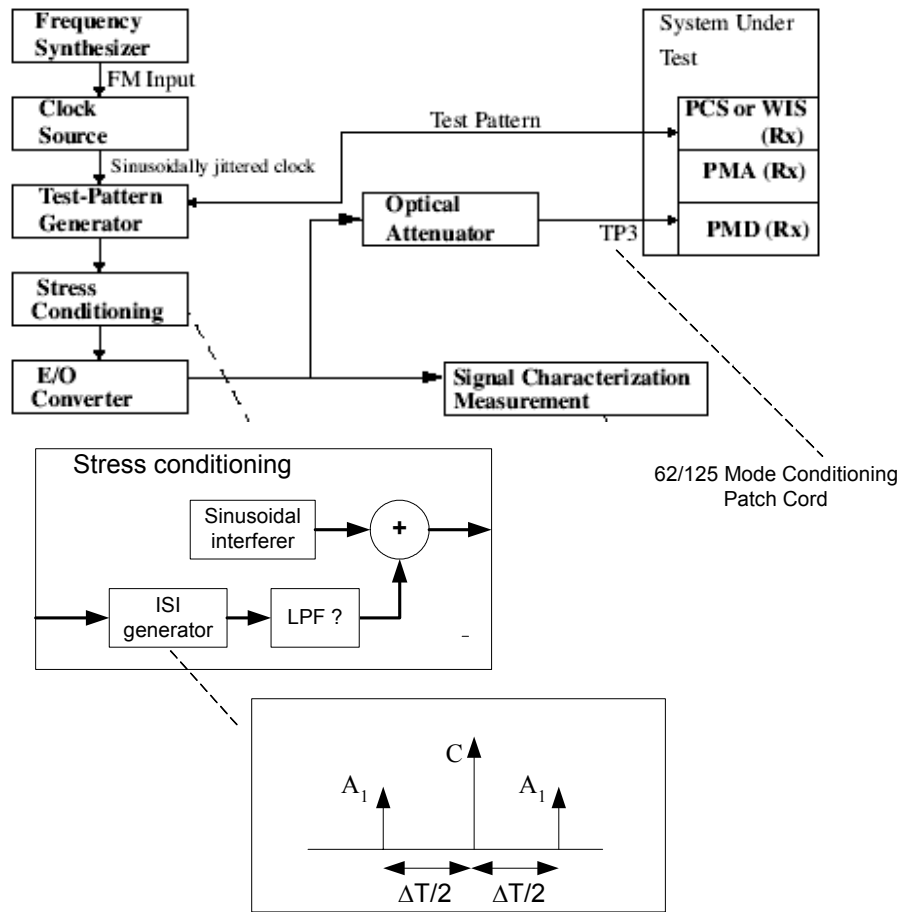 Frequency
Synthesizer
FM Input
Clock
Source
Sinusoidally jittered clock
Test-Pattern
Generator
Stress
Conditioning
E/O
Converter
Test Pattern
Optical
Attenuator
TP3
System Under
Test
PCS or WIS
(Rx)
PMA (Rx)
PMD (Rx)
Signal Characterization
Measurement
62/125 Mode Conditioning
Patch Cord
Stress conditioning
Sinusoidal
interferer
+
ISI
generator
LPF ?
A1
C
A1
ΔT/2
ΔT/2